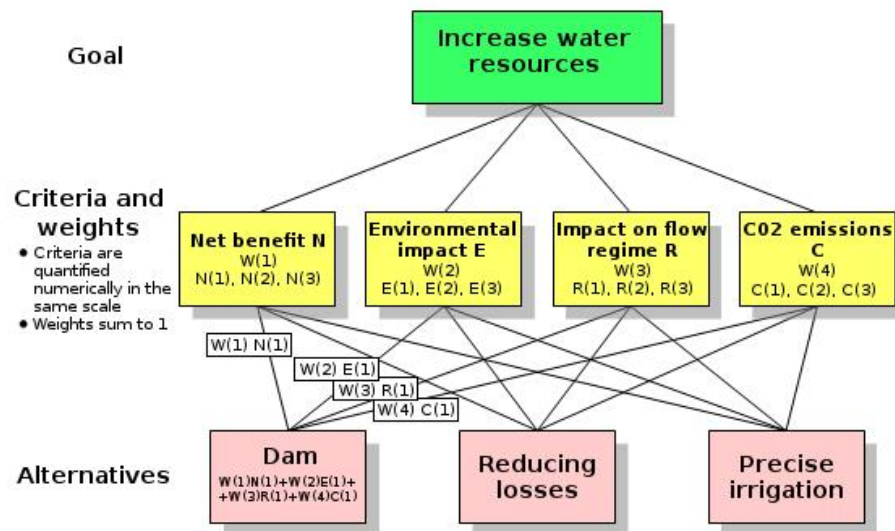 Goal
Increase water
resources
Criteria and
weights
• Criteria are
quantified
numerically in the
same scale
• Weights sum to 1
Net benefit N
W(1)
N(1), N(2), N(3)
Environmental
impact E
W(2)
E(1), E(2), E(3)
Impact on flow
regime R
W(3)
R(1), R(2), R(3)
C02 emissions
C
W(4)
C(1), C(2), C(3)
W(1) N(1)
W(2) E(1)
W(3) R(1)
W(4) C(1)
Alternatives
Dam
W(1)N(1)+W(2)E(1)+
+W(3)R(1)+W(4)C(1)
Reducing
losses
Precise
irrigation